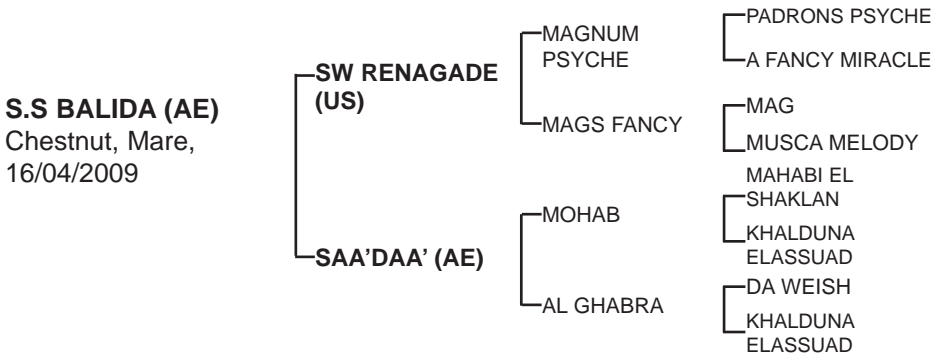 S.S BALIDA (AE)
Chestnut, Mare,
16/04/2009
SW RENAGADE
(US)
SAA'DAA' (AE)
MAGNUM
PSYCHE
MAGS FANCY
MOHAB
AL GHABRA
PADRONS PSYCHE
A FANCY MIRACLE
MAG
MUSCA MELODY
MAHABI EL
SHAKLAN
KHALDUNA
ELASSUAD
DA WEISH
KHALDUNA
ELASSUAD